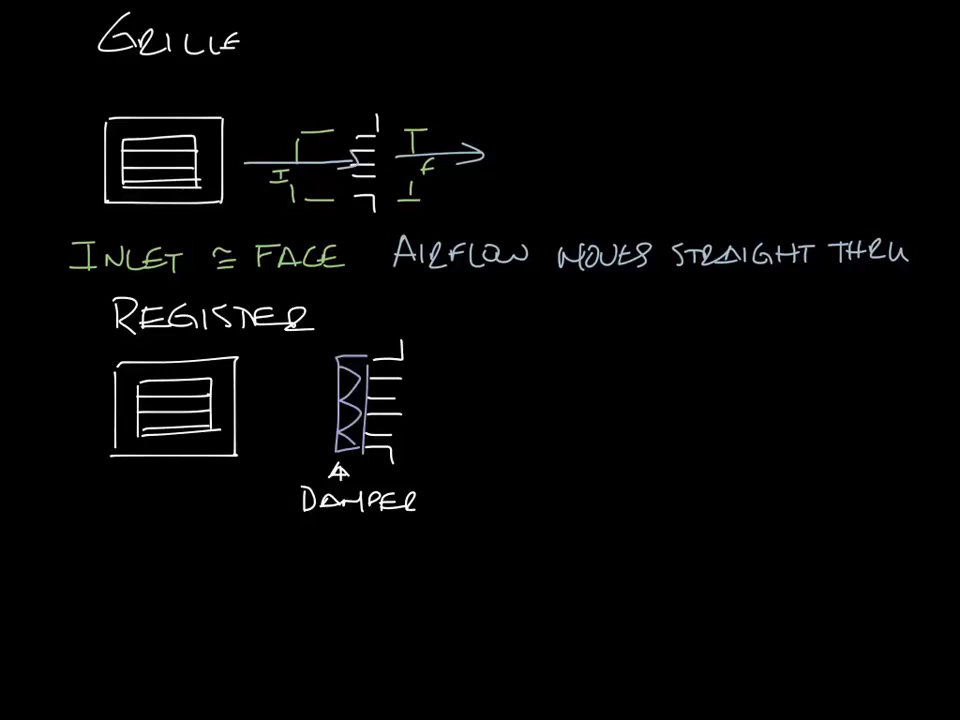 GRILLE
I
F
INLET ≅ FACE AIRFLOW MOVES STRAIGHT THRU
REGISTER
DAMPER